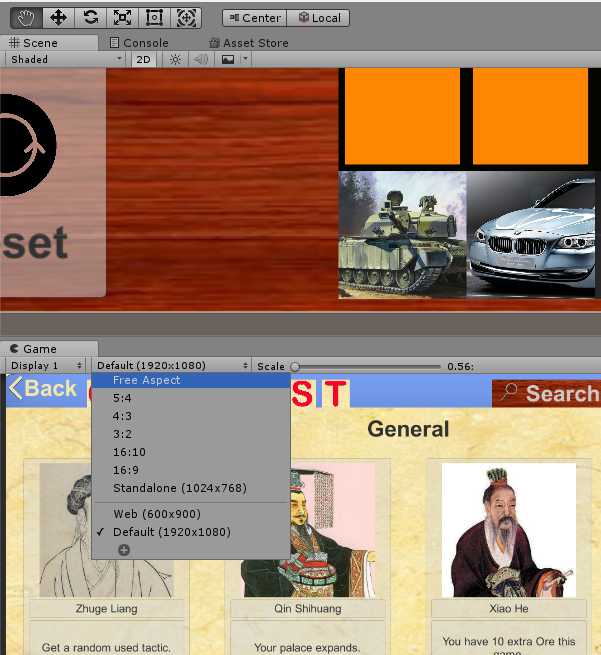 Center Local
Scene Console Asset Store
Shaded 2D
set
Game
Display 1 Default (1920x1080) Scale 0.56:
Free Aspect
5:4
4:3
3:2
16:10
16:9
Standalone (1024x768)
Web (600x900)
Default (1920x1080)
Back S T Search
General
Zhuge Liang Qin Shihuang Xiao He
Get a random used tactic. Your palace expands. You have 10 extra Ore this
game